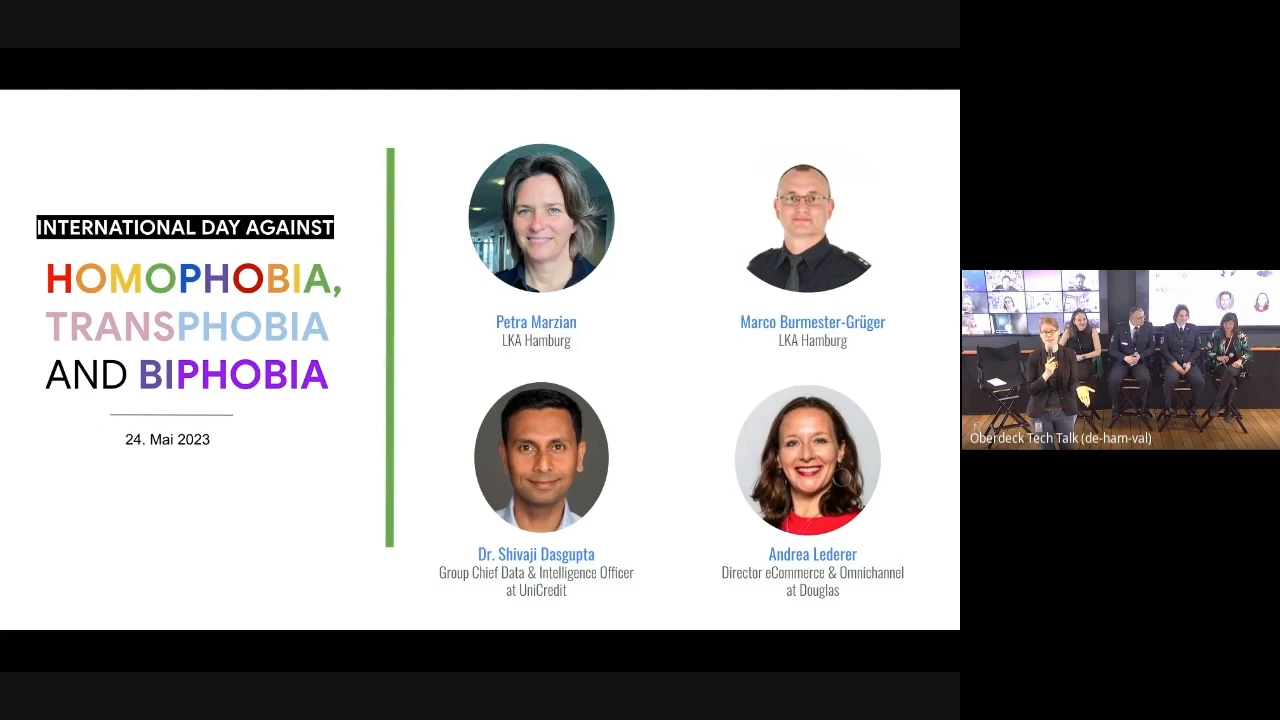 INTERNATIONAL DAY AGAINST
HOMOPHOBIA,
TRANSPHOBIA
AND BIPHOBIA
24. Mai 2023
Petra Marzian
LKA Hamburg
Marco Burmester-Grüger
LKA Hamburg
Dr. Shivaji Dasgupta
Group Chief Data & Intelligence Officer
at UniCredit
Andrea Lederer
Director eCommerce & Omnichannel
at Douglas
Oberdeck Tech Talk (de-ham-val)